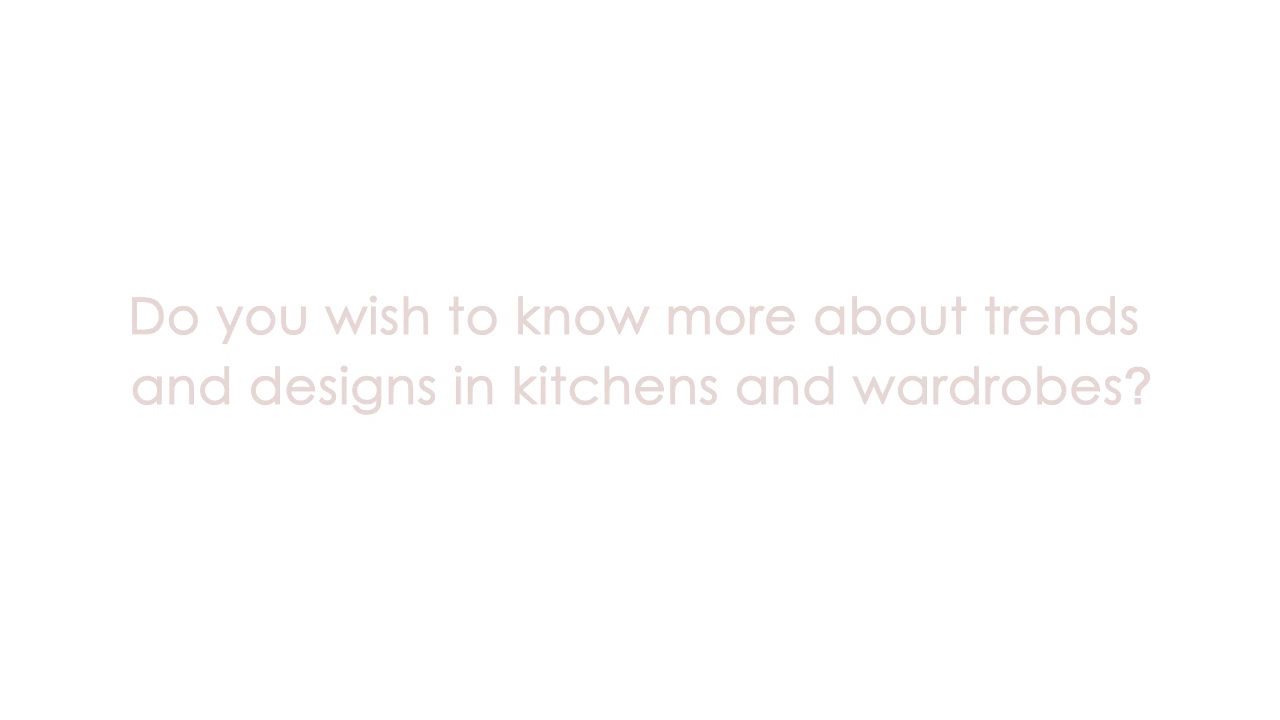 Do you wish to know more about trends
and designs in kitchens and wardrobes?